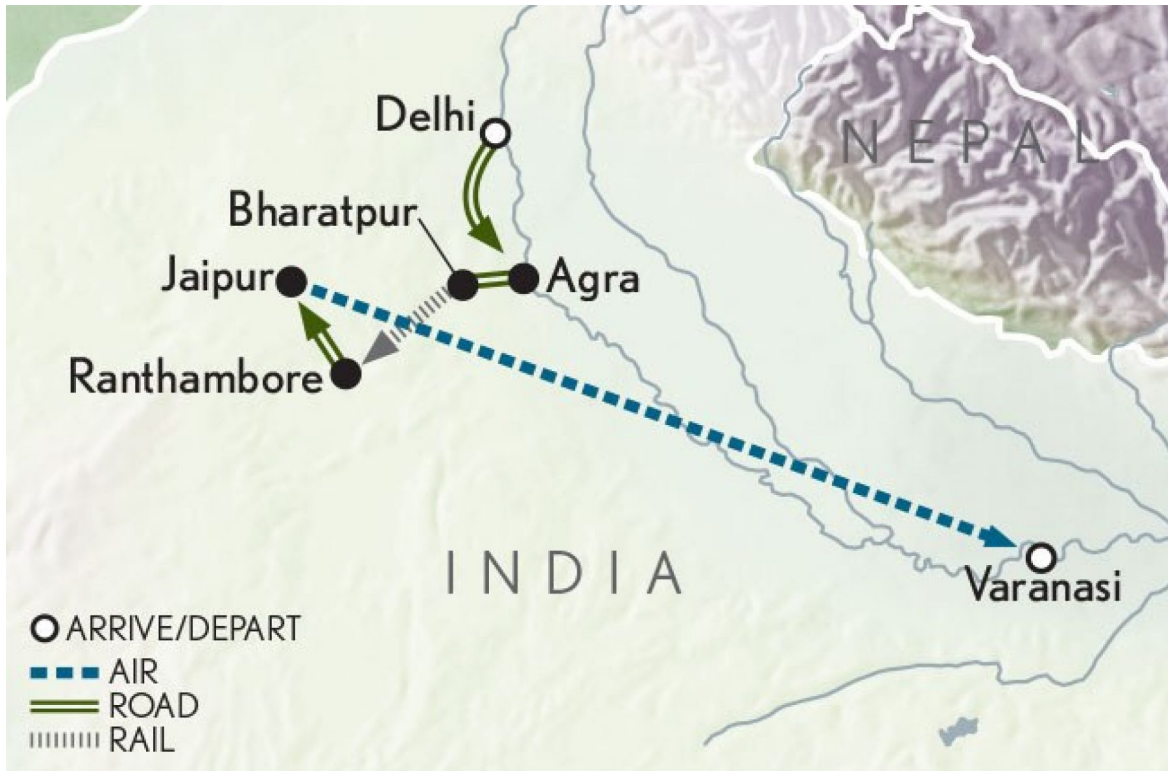 Delhi
NEPAL
Bharatpur
Jaipur
Agra
Ranthambore
INDIA
Varanasi
ARRIVE/DEPART
AIR
ROAD
RAIL